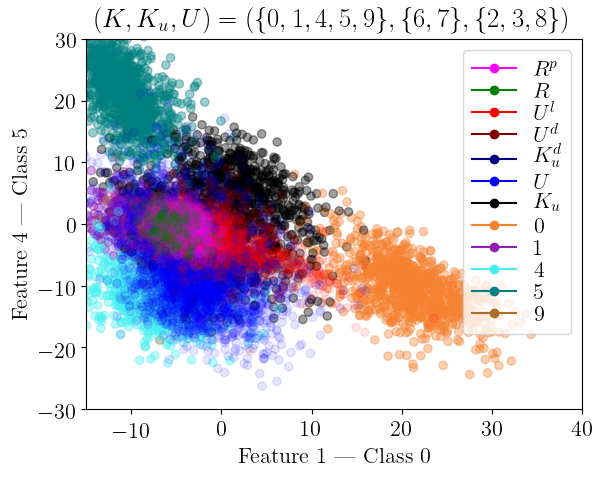 (K, K_u, U) = ({0, 1, 4, 5, 9}, {6, 7}, {2, 3, 8})
30
20
10
0
−10
−20
−30
Feature 4 — Class 5
R^p
R
U^l
U^d
K_u^d
U
K_u
0
1
4
5
9
−10
0
10
20
30
40
Feature 1 — Class 0